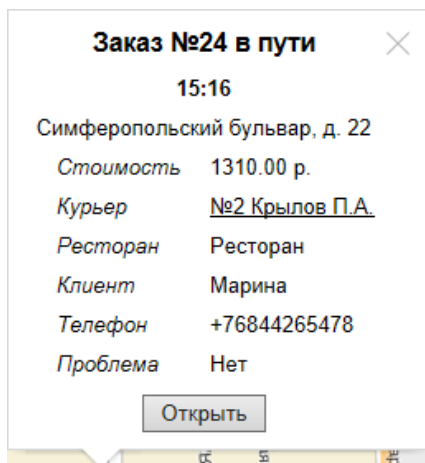 Заказ №24 в пути
15:16
Симферопольский бульвар, д. 22
Стоимость 1310.00 р.
Курьер №2 Крылов П.А.
Ресторан Ресторан
Клиент Марина
Телефон +76844265478
Проблема Нет
Открыть